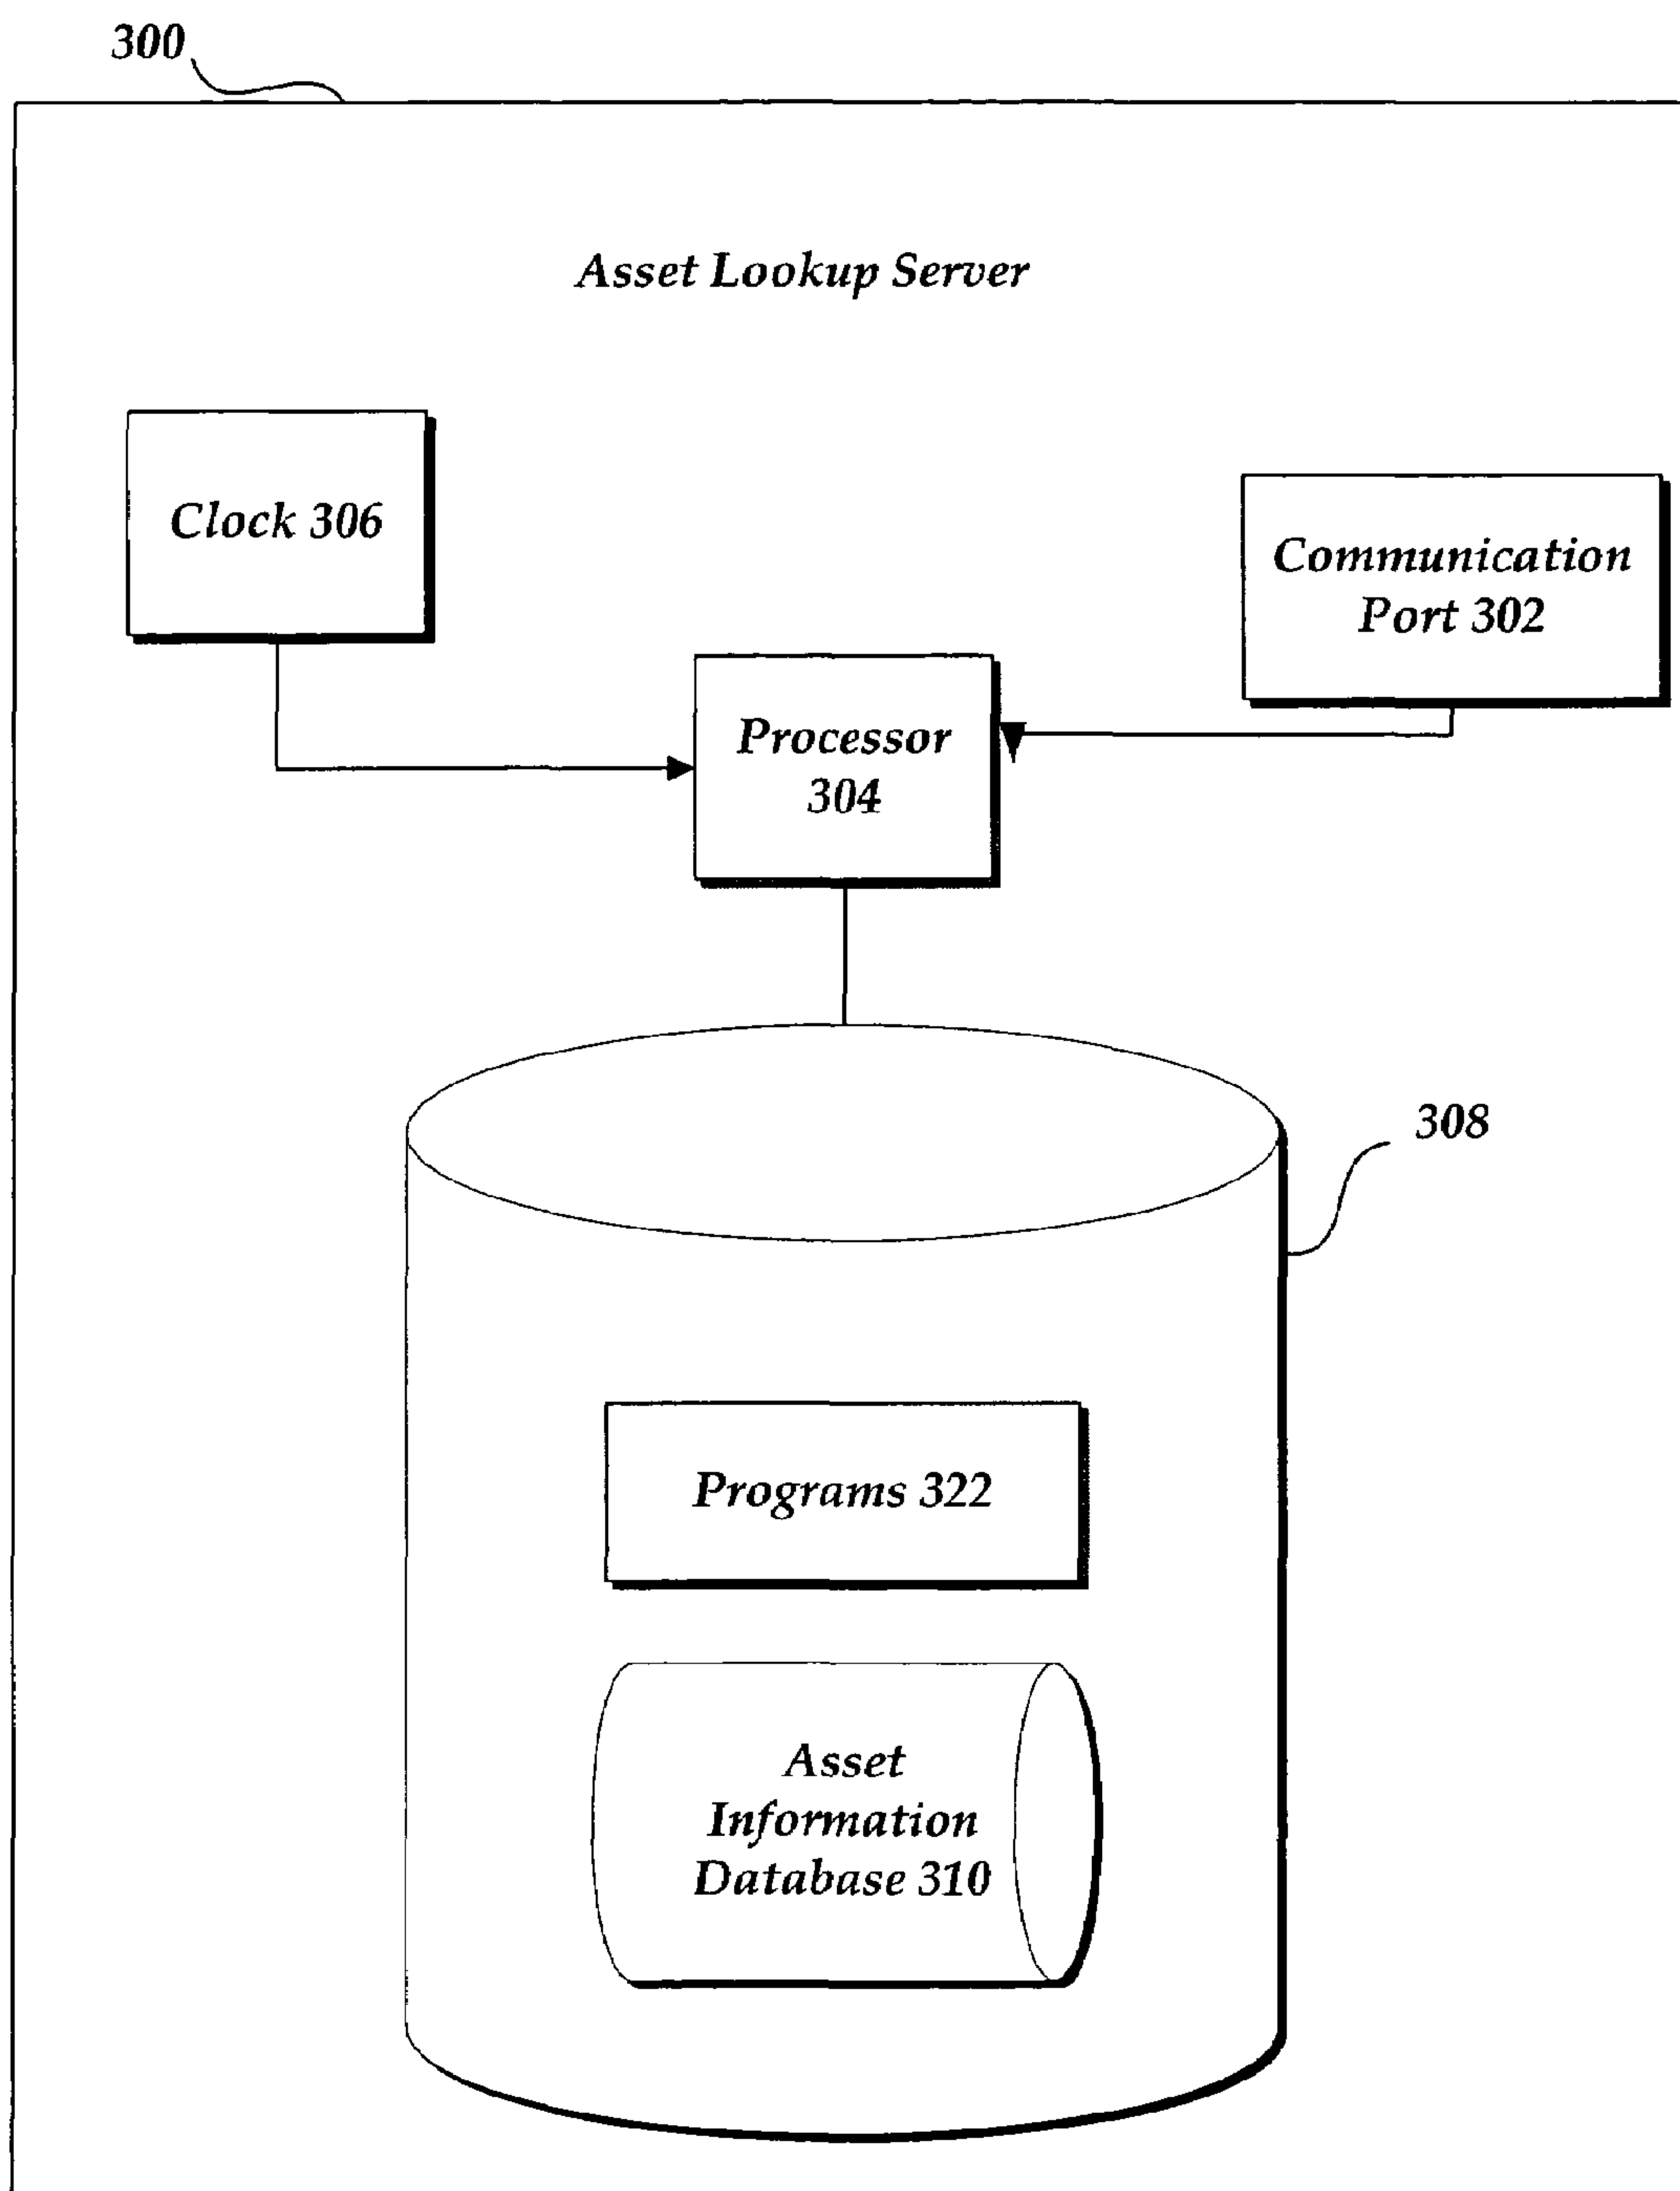 300
Asset Lookup Server
Clock 306
Communication
Port 302
Processor
304
308
Programs 322
Asset
Information
Database 310